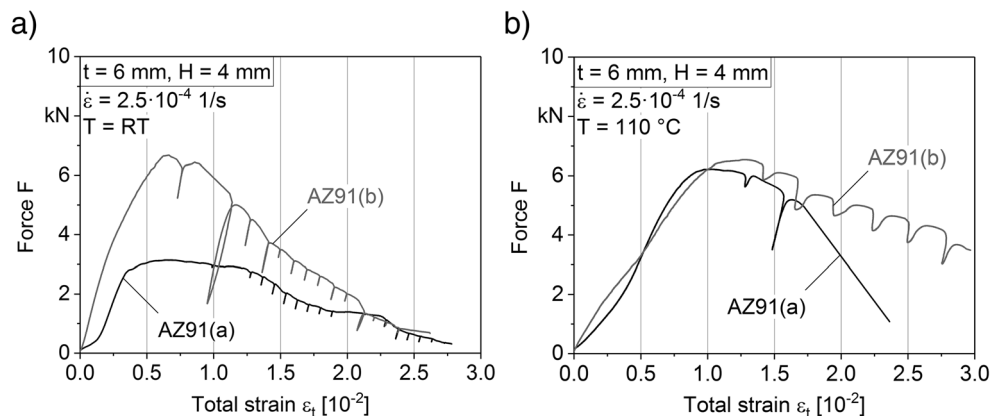 a)
10
8
6
4
2
0
kN
Force F
t = 6 mm, H = 4 mm
ε̇ = 2.5·10⁻⁴ 1/s
T = RT
AZ91(b)
AZ91(a)
0.0 0.5 1.0 1.5 2.0 2.5 3.0
Total strain εₜ [10⁻²]
b)
10
kN
6
4
2
0
Force F
t = 6 mm, H = 4 mm
ε̇ = 2.5·10⁻⁴ 1/s
T = 110 °C
AZ91(b)
AZ91(a)
0.0 0.5 1.0 1.5 2.0 2.5 3.0
Total strain εₜ [10⁻²]